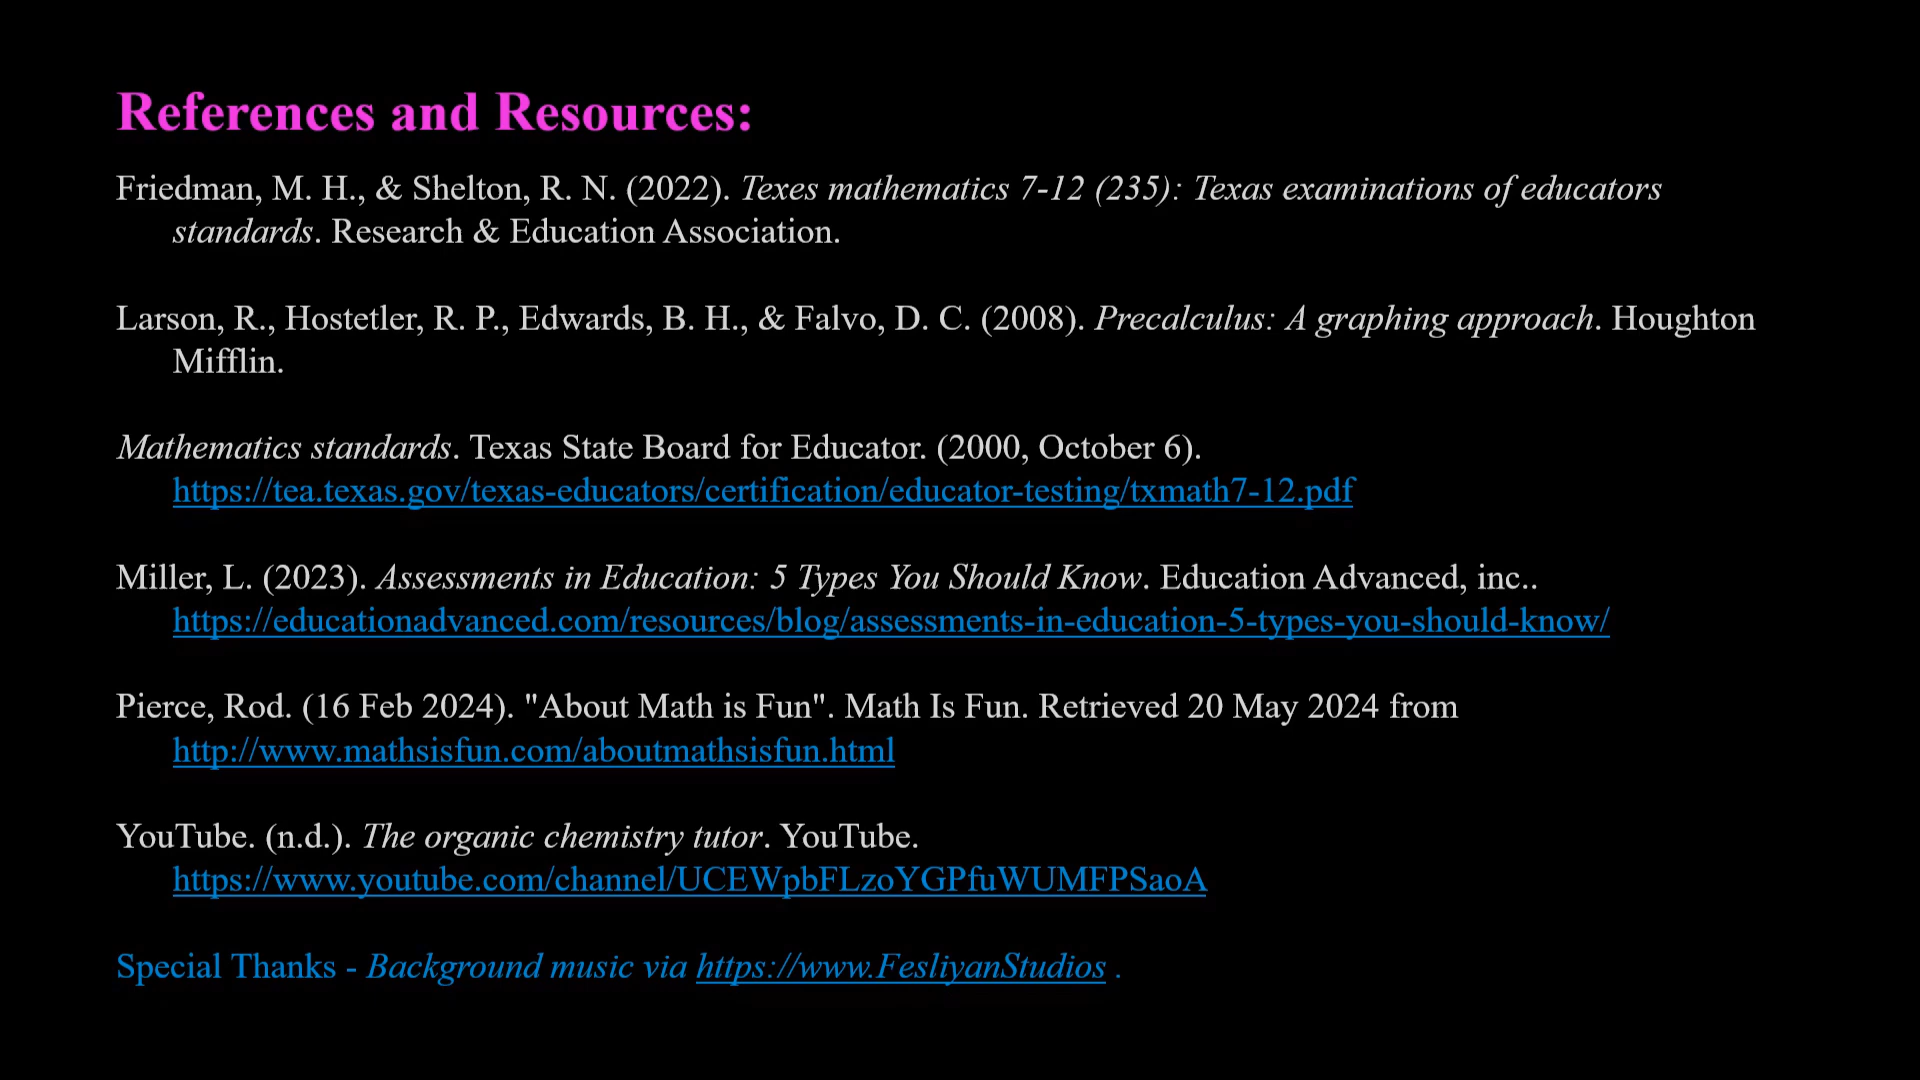 References and Resources:
Friedman, M. H., & Shelton, R. N. (2022). Texes mathematics 7-12 (235): Texas examinations of educators
standards. Research & Education Association.
Larson, R., Hostetler, R. P., Edwards, B. H., & Falvo, D. C. (2008). Precalculus: A graphing approach. Houghton
Mifflin.
Mathematics standards. Texas State Board for Educator. (2000, October 6).
https://tea.texas.gov/texas-educators/certification/educator-testing/txmath7-12.pdf
Miller, L. (2023). Assessments in Education: 5 Types You Should Know. Education Advanced, inc..
https://educationadvanced.com/resources/blog/assessments-in-education-5-types-you-should-know/
Pierce, Rod. (16 Feb 2024). "About Math is Fun". Math Is Fun. Retrieved 20 May 2024 from
http://www.mathsisfun.com/aboutmathsisfun.html
YouTube. (n.d.). The organic chemistry tutor. YouTube.
https://www.youtube.com/channel/UCEWpbFLzoYGPfuWUMFPSaoA
Special Thanks - Background music via https://www.FesliyanStudios .